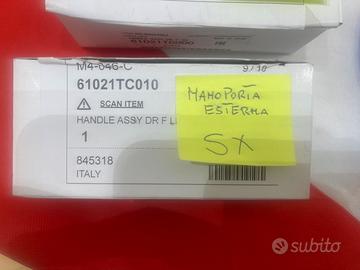 61021TC000
M4-046-C
9/10
61021TC010
SCAN ITEM
HANDLE ASSY DR F L
1
845318
ITALY
MANOPORTA
ESTERNA
SX
subito